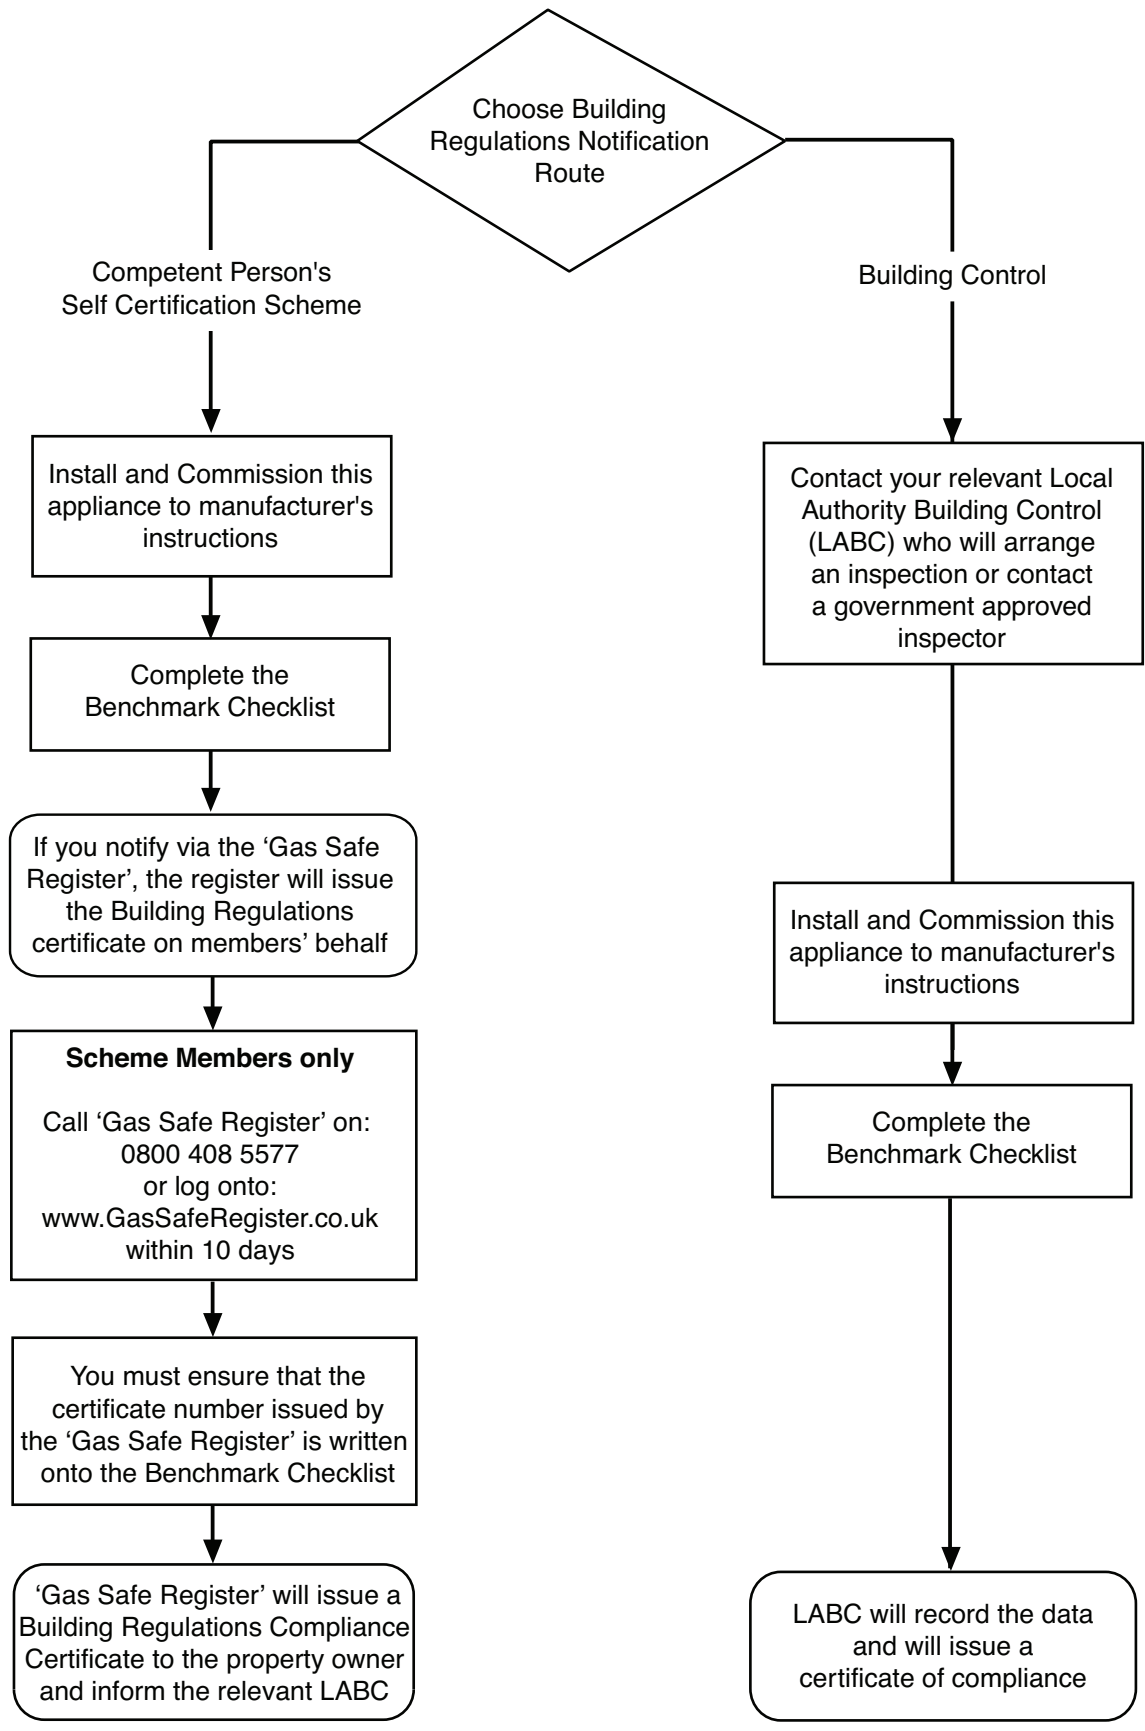 Choose Building
Regulations Notification
Route
Competent Person's
Self Certification Scheme
Install and Commission this
appliance to manufacturer's
instructions
Complete the
Benchmark Checklist
If you notify via the ‘Gas Safe
Register’, the register will issue
the Building Regulations
certificate on members’ behalf
Scheme Members only
Call ‘Gas Safe Register’ on:
0800 408 5577
or log onto:
www.GasSafeRegister.co.uk
within 10 days
You must ensure that the
certificate number issued by
the ‘Gas Safe Register’ is written
onto the Benchmark Checklist
‘Gas Safe Register’ will issue a
Building Regulations Compliance
Certificate to the property owner
and inform the relevant LABC
Building Control
Contact your relevant Local
Authority Building Control
(LABC) who will arrange
an inspection or contact
a government approved
inspector
Install and Commission this
appliance to manufacturer's
instructions
Complete the
Benchmark Checklist
LABC will record the data
and will issue a
certificate of compliance